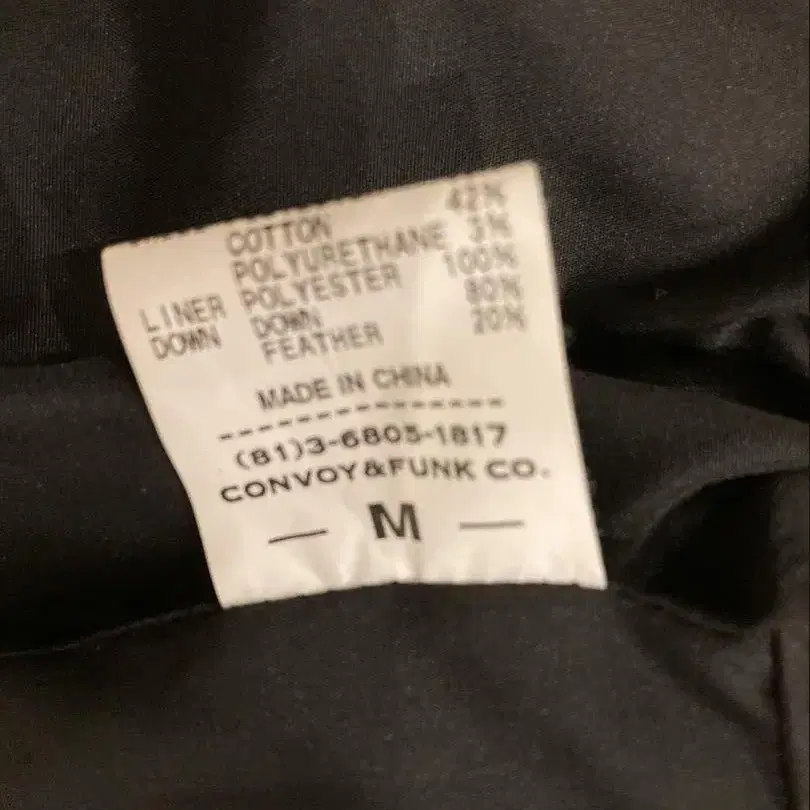 42%
COTTON 3%
POLYURETHANE 100%
LINER POLYESTER 80%
DOWN DOWN 20%
FEATHER
MADE IN CHINA
(81)3-6805-1817
CONVOY&FUNK CO.
— M —